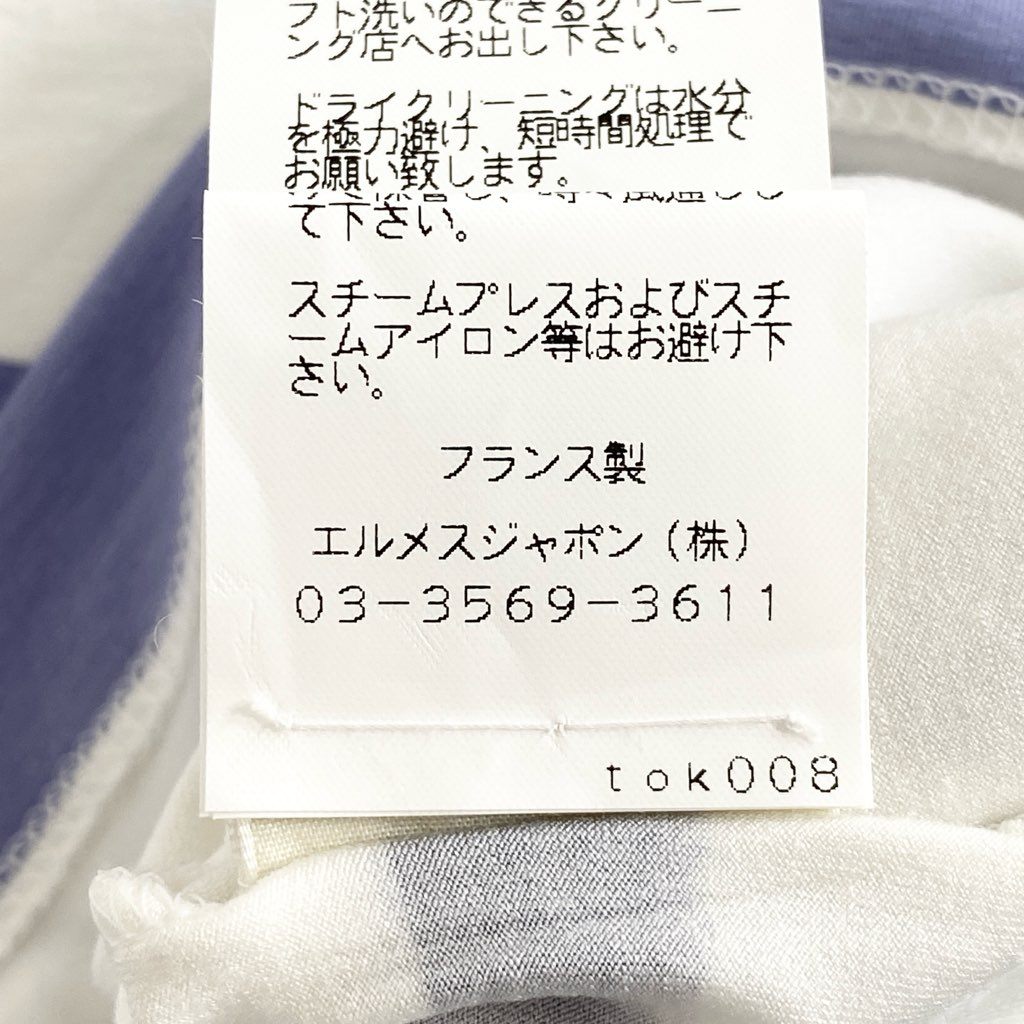 フト洗いのできるクリーニ
ング店へお出し下さい。
ドライクリーニングは水分
を極力避け、短時間処理で
お願い致します。
て下さい。
スチームプレスおよびスチ
ームアイロン等はお避け下
さい。
フランス製
エルメスジャポン(株)
03-3569-3611
tok008